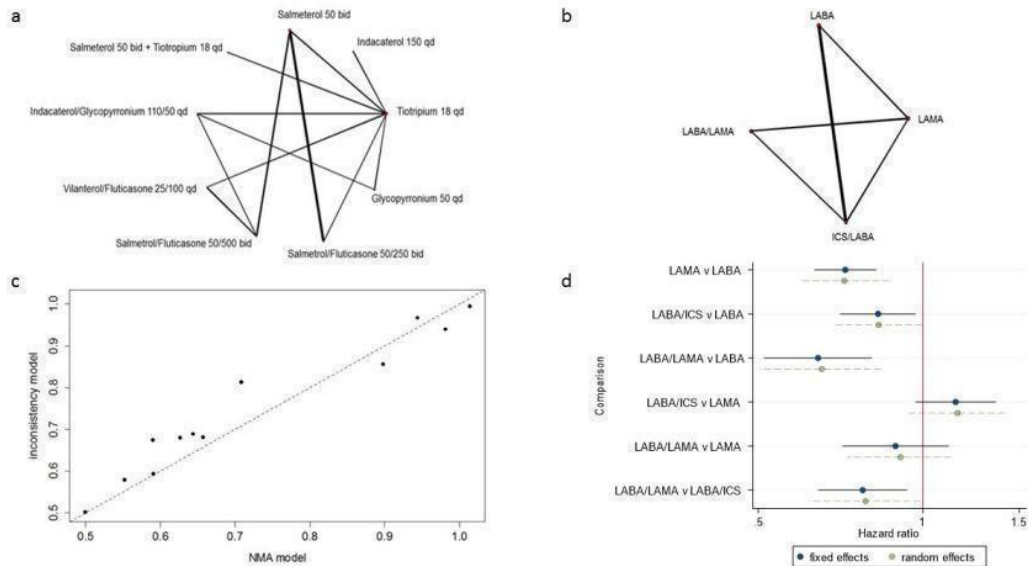 a
Salmeterol 50 bid
Salmeterol 50 bid + Tiotropium 18 qd
Indacaterol 150 qd
Indacaterol/Glycopyrronium 110/50 qd
Tiotripium 18 qd
Vilanterol/Fluticasone 25/100 qd
Glycopyrronium 50 qd
Salmetrol/Fluticasone 50/500 bid
Salmetrol/Fluticasone 50/250 bid
b
LABA
LAMA
LABA/LAMA
ICS/LABA
c
inconsistency model
1.0
0.9
0.8
0.7
0.6
0.5
0.5 0.6 0.7 0.8 0.9 1.0
NMA model
d
Comparison
LAMA v LABA
LABA/ICS v LABA
LABA/LAMA v LABA
LABA/ICS v LAMA
LABA/LAMA v LAMA
LABA/LAMA v LABA/ICS
.5 1 1.5
Hazard ratio
fixed effects random effects